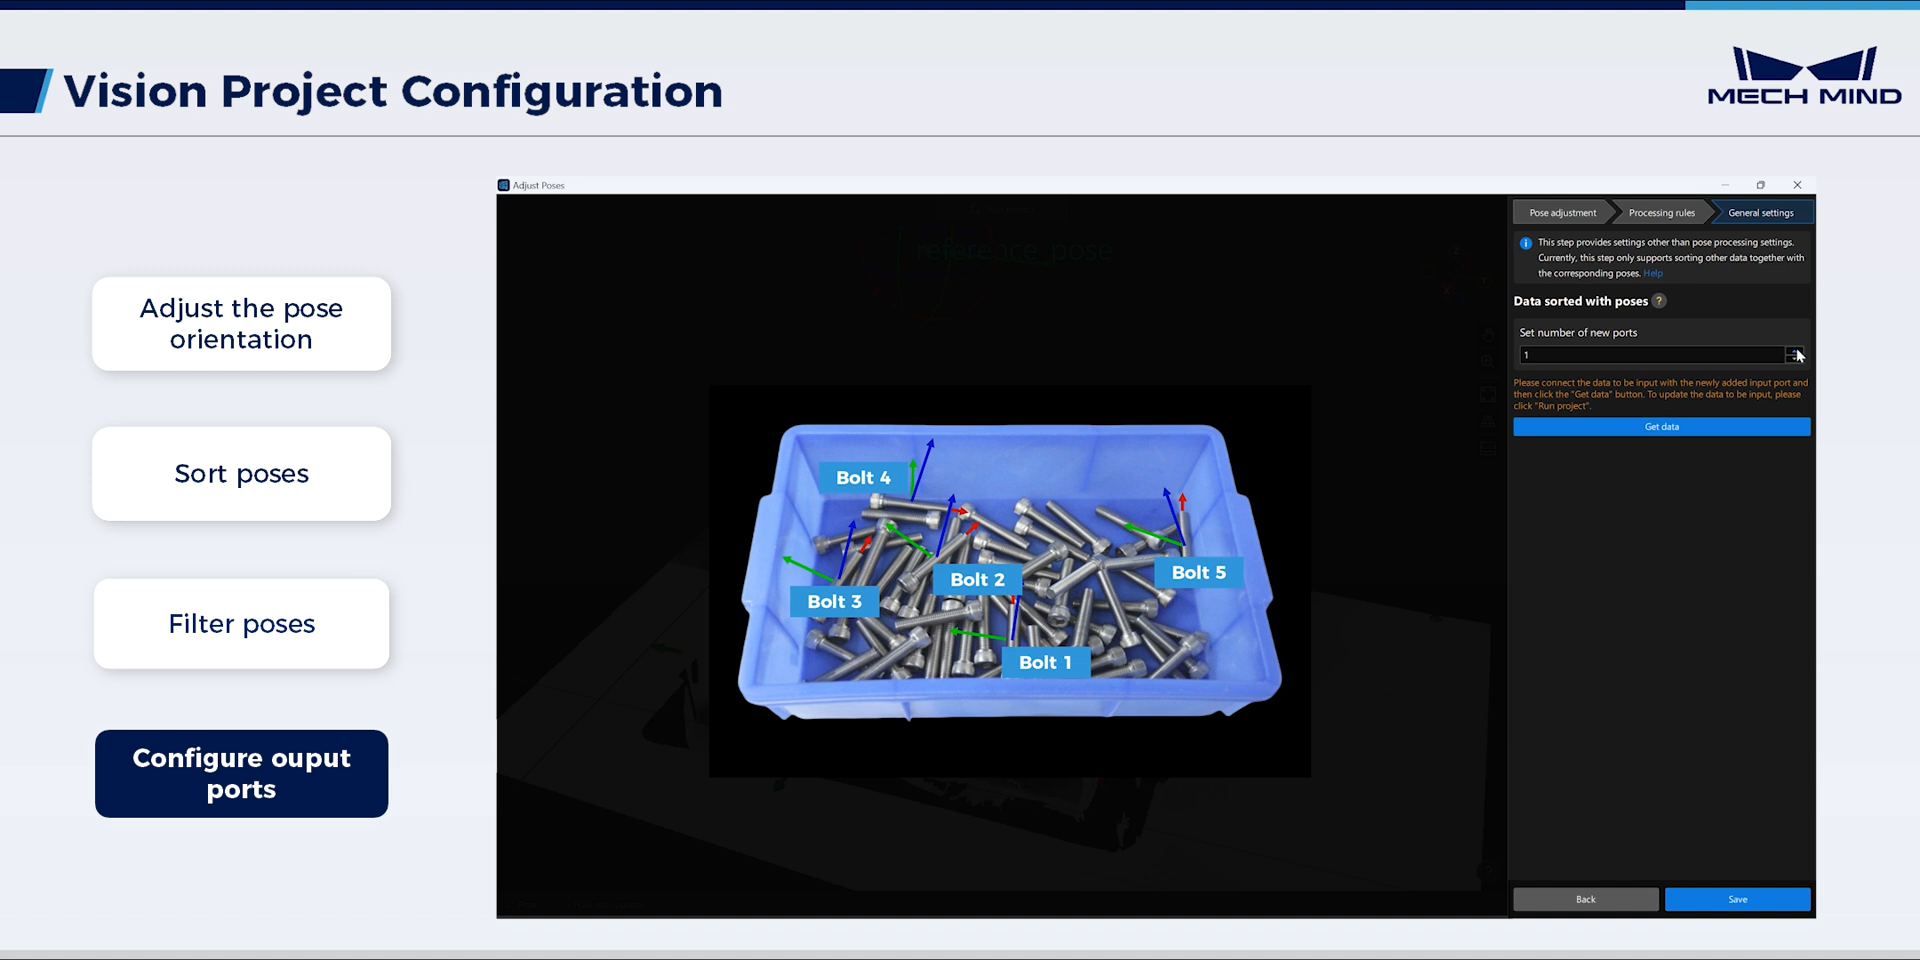 Vision Project Configuration
MECH MIND
Adjust the pose
orientation
Sort poses
Filter poses
Configure ouput
ports
Adjust Poses
reference_pose
Bolt 4
Bolt 2
Bolt 5
Bolt 3
Bolt 1
Pose adjustment
Processing rules
General settings
This step provides settings other than pose processing settings.
Currently, this step only supports sorting other data together with
the corresponding poses. Help
Data sorted with poses ?
Set number of new ports
1
Please connect the data to be input with the newly added input port and
then click the "Get data" button. To update the data to be input, please
click "Run project".
Get data
Back
Save